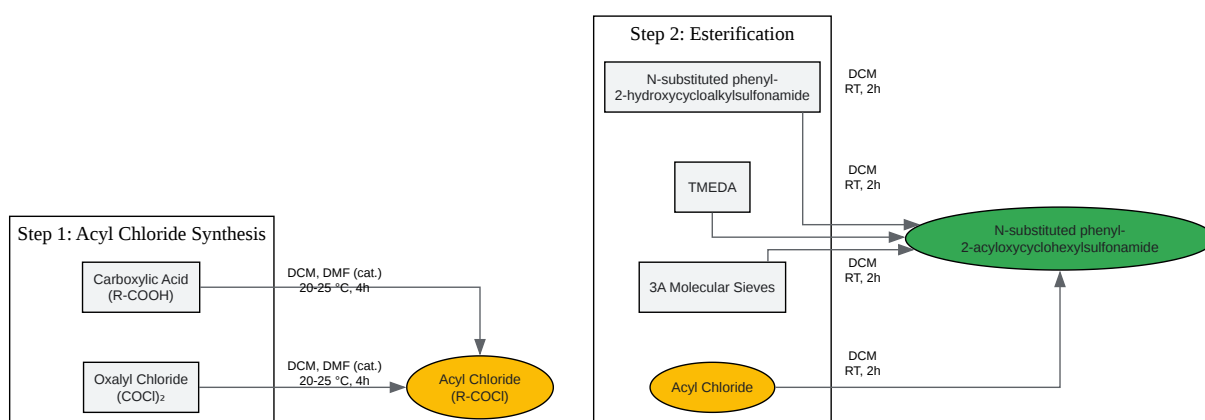 Step 1: Acyl Chloride Synthesis
Carboxylic Acid
(R-COOH)
DCM, DMF (cat.)
20-25 °C, 4h
Oxalyl Chloride
(COCl)₂
DCM, DMF (cat.)
20-25 °C, 4h
Acyl Chloride
(R-COCl)
Step 2: Esterification
N-substituted phenyl-
2-hydroxycycloalkylsulfonamide
DCM
RT, 2h
TMEDA
DCM
RT, 2h
3A Molecular Sieves
DCM
RT, 2h
Acyl Chloride
DCM
RT, 2h
N-substituted phenyl-
2-acyloxycyclohexylsulfonamide